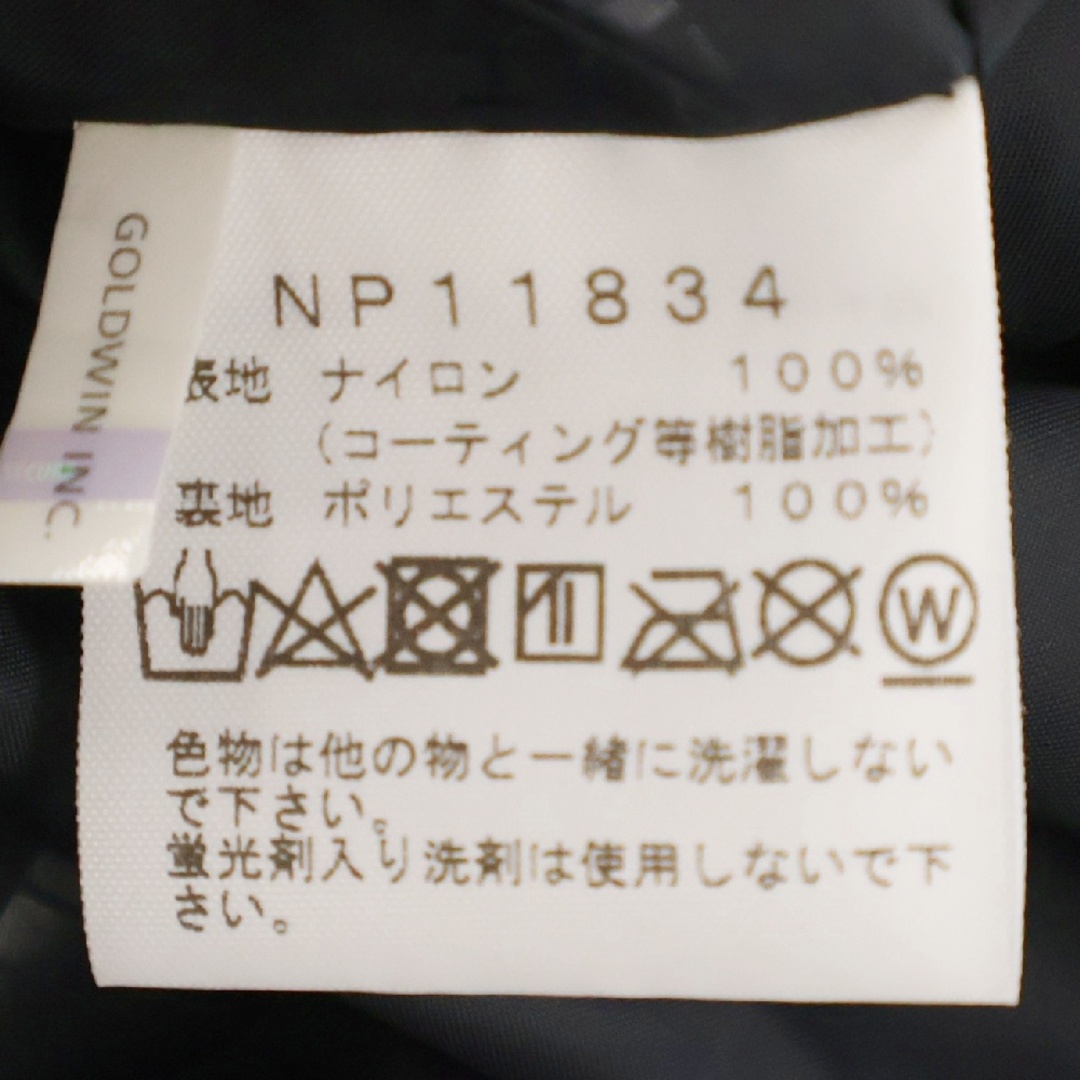 GOLDWIN INC.
NP11834
表地 ナイロン 100%
(コーティング等樹脂加工)
裏地 ポリエステル 100%
W
色物は他の物と一緒に洗濯しない
で下さい。
蛍光剤入り洗剤は使用しないで下
さい。